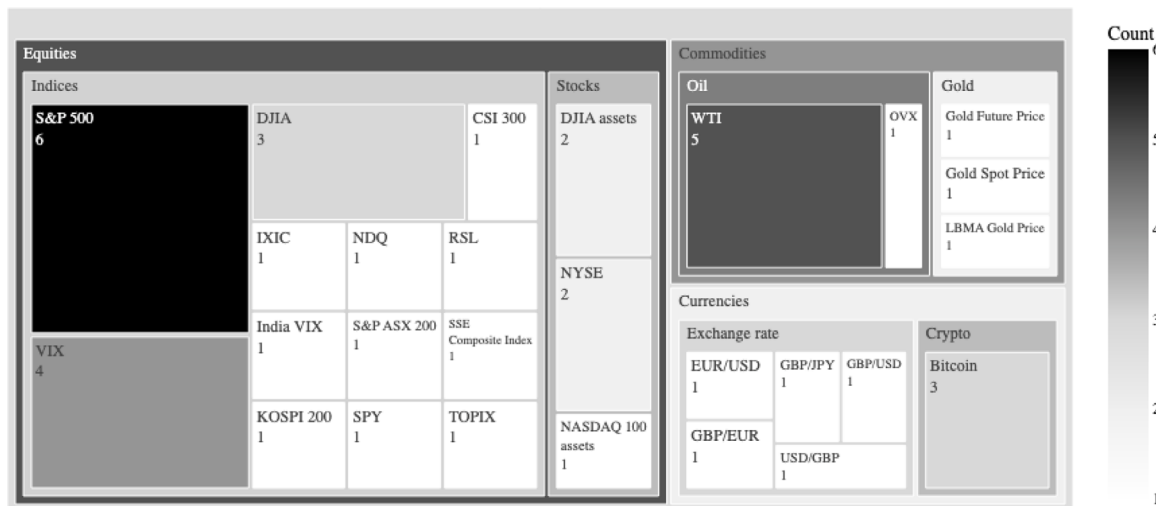 Equities
Indices
S&P 500
6
VIX
4
DJIA
3
CSI 300
1
IXIC
1
NDQ
1
RSL
1
India VIX
1
S&P ASX 200
1
SSE
Composite Index
1
KOSPI 200
1
SPY
1
TOPIX
1
Stocks
DJIA assets
2
NYSE
2
NASDAQ 100
assets
1
Commodities
Oil
WTI
5
OVX
1
Gold
Gold Future Price
1
Gold Spot Price
1
LBMA Gold Price
1
Currencies
Exchange rate
EUR/USD
1
GBP/JPY
1
GBP/USD
1
GBP/EUR
1
USD/GBP
1
Crypto
Bitcoin
3
Count
6
5
4
3
2
1